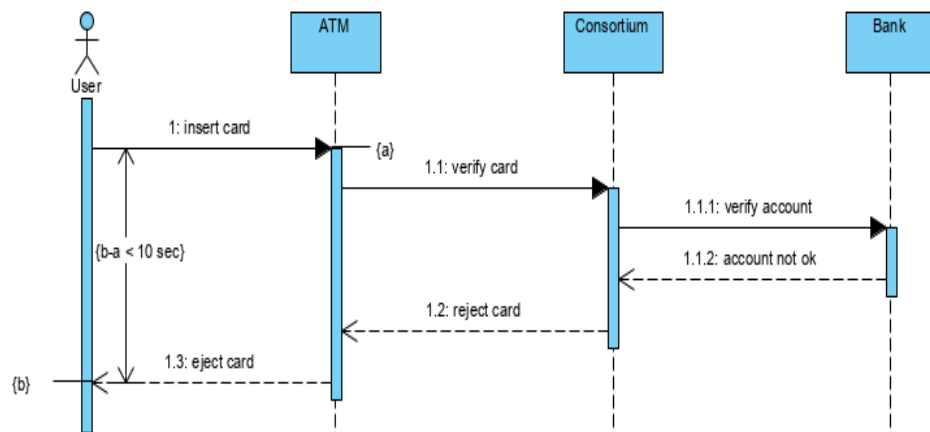 ATM
Consortium
Bank
User
1: insert card
{a}
1.1: verify card
1.1.1: verify account
{b-a < 10 sec}
1.1.2: account not ok
1.2: reject card
1.3: eject card
{b}